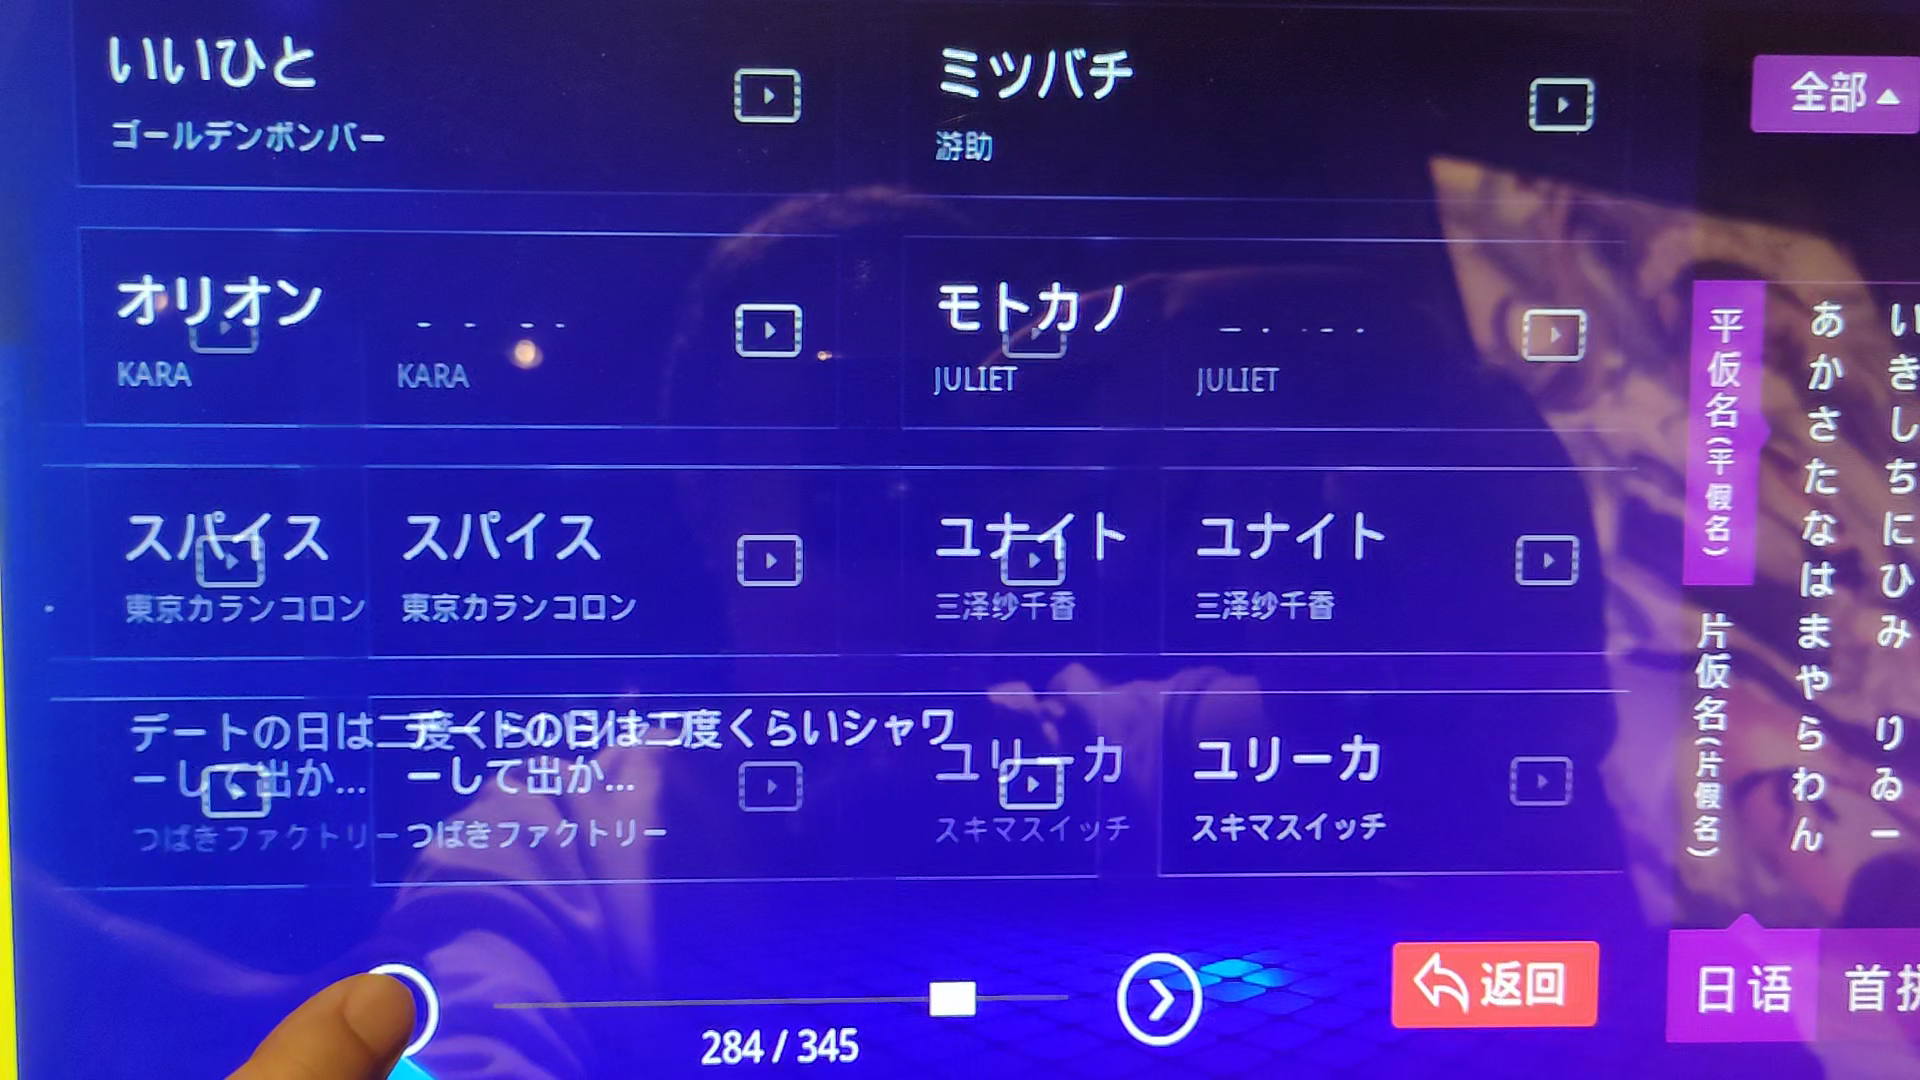 いいひと
ゴールデンボンバー
ミツバチ
游助
全部
オリオン
KARA
KARA
モトカノ
JULIET
JULIET
スパイス
東京カランコロン
スパイス
東京カランコロン
ユナイト
三泽纱千香
ユナイト
三泽纱千香
デートの日は二度くらいシャワ
ーして出か...
つばきファクトリー
デートの日は二度くらいシャワ
ーして出か...
つばきファクトリー
ユリーカ
スキマスイッチ
ユリーカ
スキマスイッチ
平仮名(平假名)
片仮名(片假名)
あかさたなはまやらわん
いきしちにひみ りゐー
284 / 345
返回
日语
首